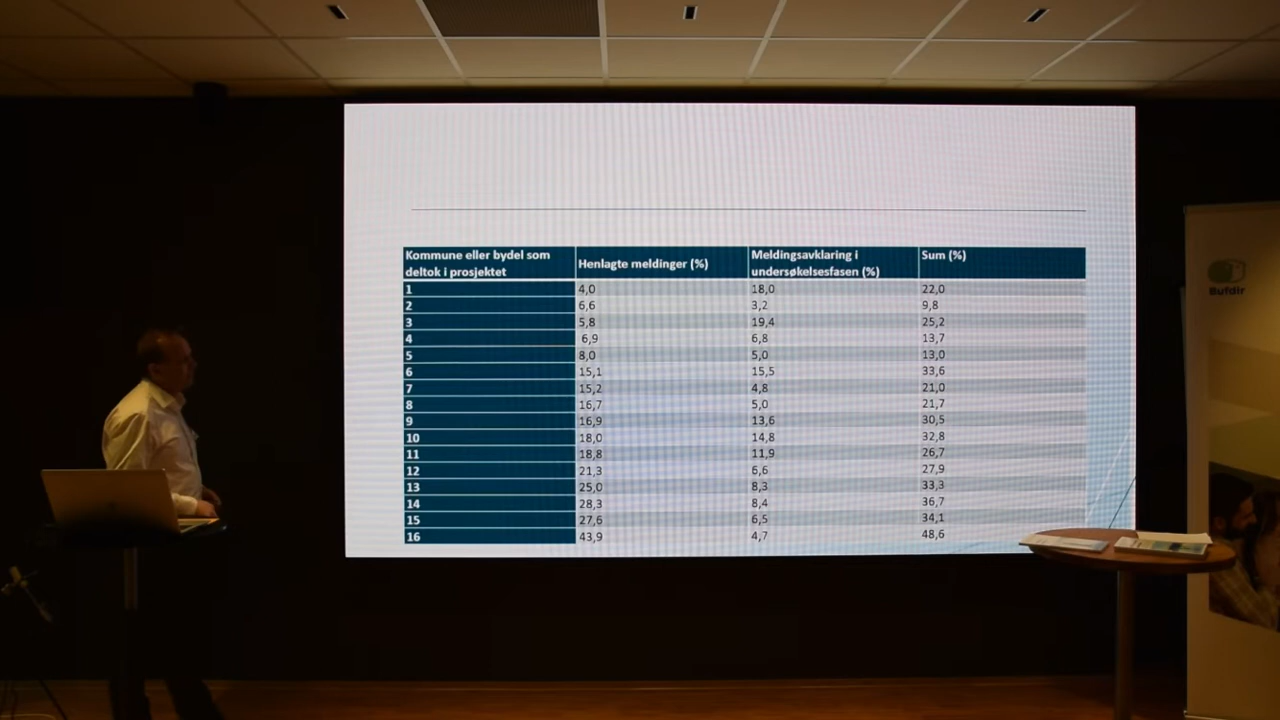 Kommune eller bydel som deltok i prosjektet Henlagte meldinger (%) Meldingsavklaring i undersøkelsesfasen (%) Sum (%)
1 4,0 18,0 22,0
2 6,6 3,2 9,8
3 5,8 19,4 25,2
4 6,9 6,8 13,7
5 8,0 5,0 13,0
6 15,1 15,5 33,6
7 15,2 4,8 21,0
8 16,7 5,0 21,7
9 16,9 13,6 30,5
10 18,0 14,8 32,8
11 18,8 11,9 26,7
12 21,3 6,6 27,9
13 25,0 8,3 33,3
14 28,3 8,4 36,7
15 27,6 6,5 34,1
16 43,9 4,7 48,6
Bufdir